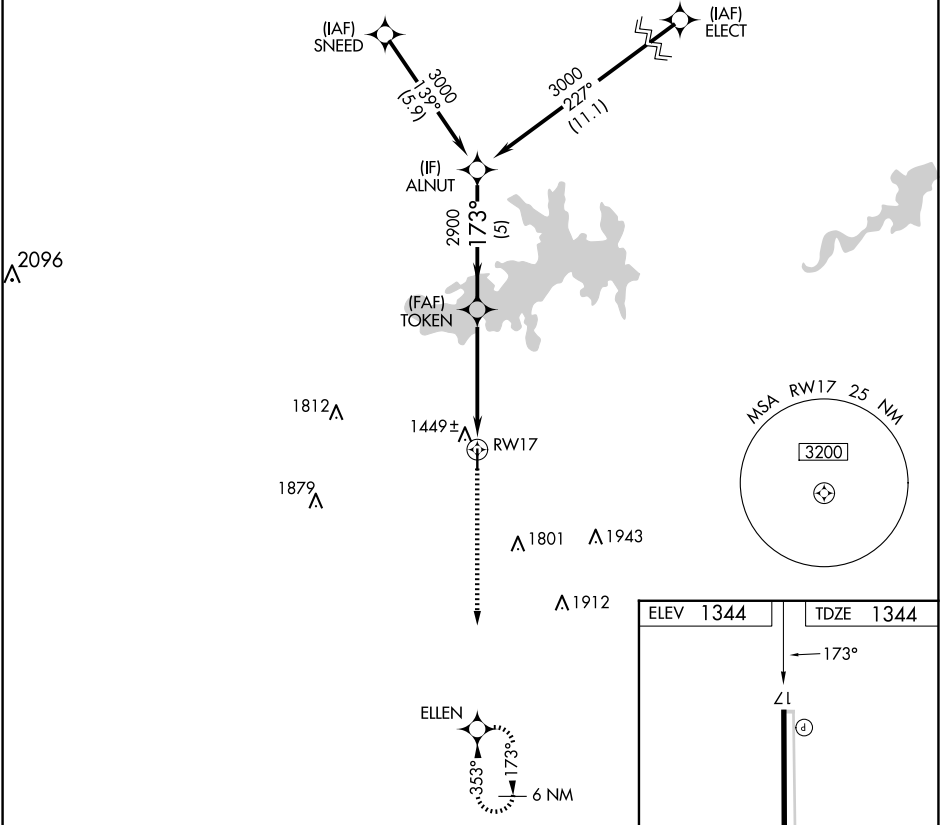 (IAF)
SNEED
(IAF)
ELECT
3000
139°
(5.9)
3000
227°
(11.1)
(IF)
ALNUT
2900
173°
(5)
2096
(FAF)
TOKEN
1812
1449±
RW17
MSA RW17 25 NM
3200
1879
1801
1943
1912
ELEV 1344
TDZE 1344
173°
17
P
ELLEN
353°
173°
6 NM